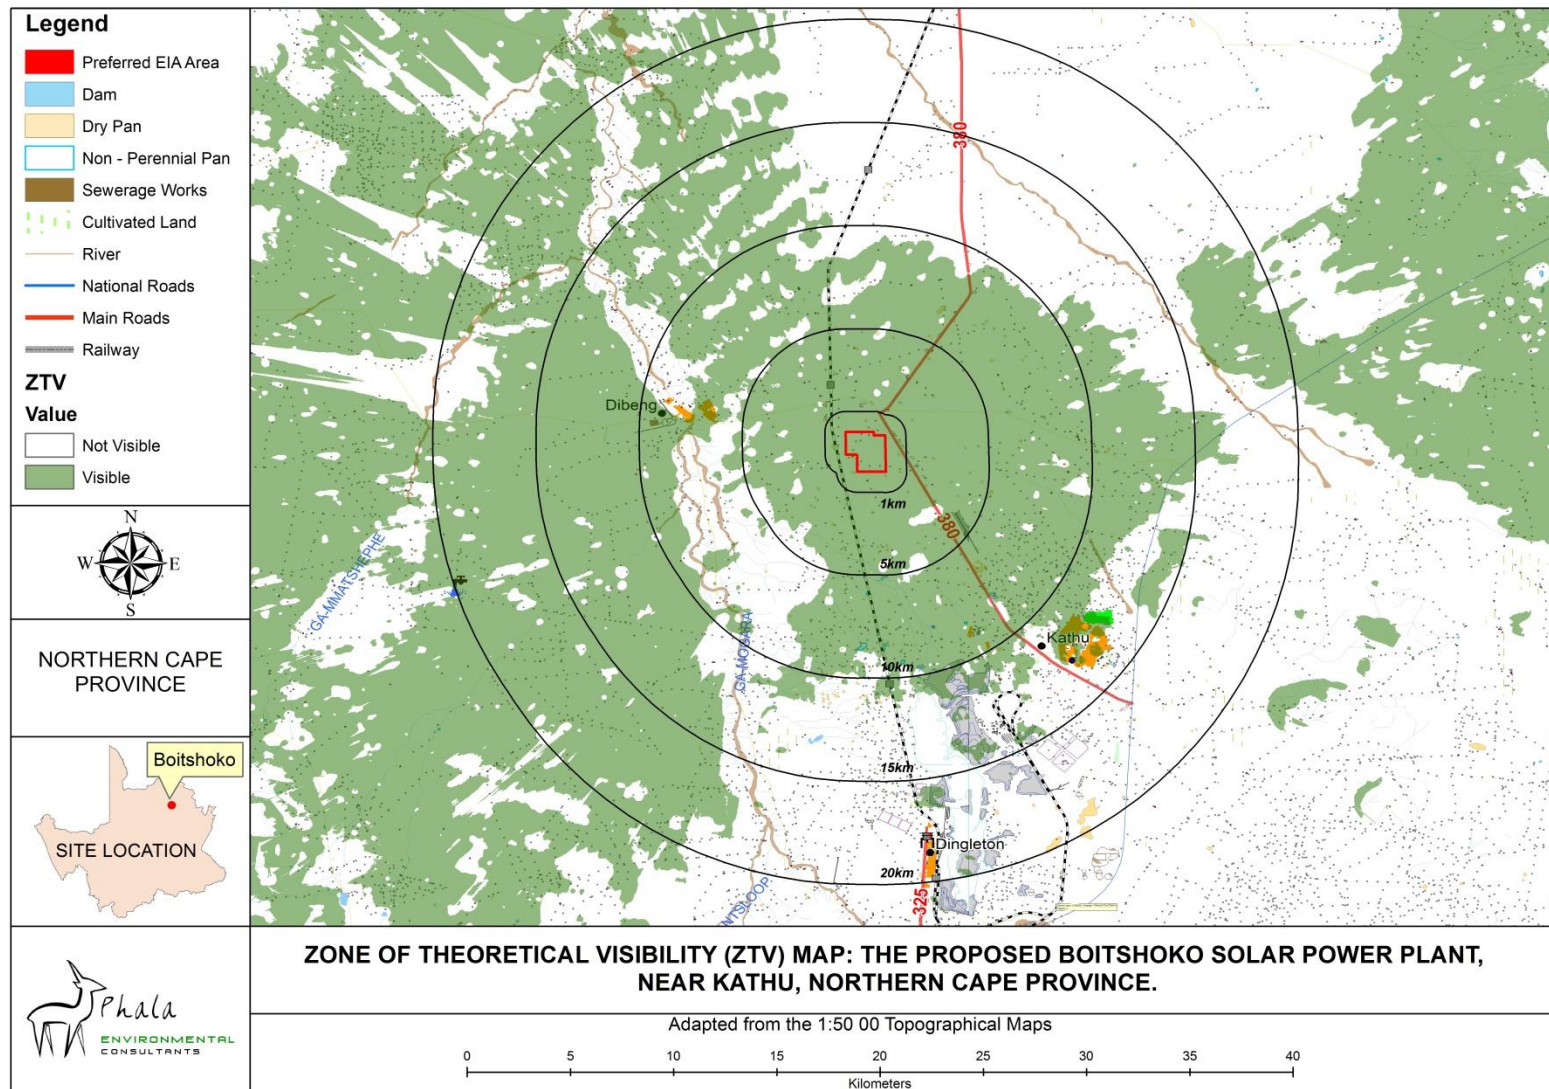 Legend
Preferred EIA Area
Dam
Dry Pan
Non - Perennial Pan
Sewerage Works
Cultivated Land
River
National Roads
Main Roads
Railway
ZTV
Value
Not Visible
Visible
N
W
E
S
NORTHERN CAPE
PROVINCE
Boitshoko
SITE LOCATION
Phala
ENVIRONMENTAL
CONSULTANTS
380
Dibeng
1km
380
5km
GA-MMATSHEPHE
GA-MOGARA
Kathu
10km
15km
Dingleton
20km
325
NTSLOOP
ZONE OF THEORETICAL VISIBILITY (ZTV) MAP: THE PROPOSED BOITSHOKO SOLAR POWER PLANT,
NEAR KATHU, NORTHERN CAPE PROVINCE.
Adapted from the 1:50 00 Topographical Maps
0 5 10 15 20 25 30 35 40
Kilometers